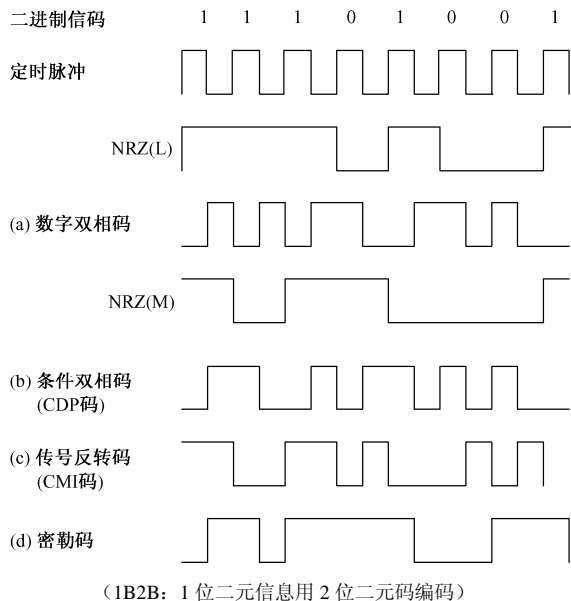 二进制信码 1 1 1 0 1 0 0 1
定时脉冲
NRZ(L)
(a) 数字双相码
NRZ(M)
(b) 条件双相码
(CDP码)
(c) 传号反转码
(CMI码)
(d) 密勒码
（1B2B：1 位二元信息用 2 位二元码编码）